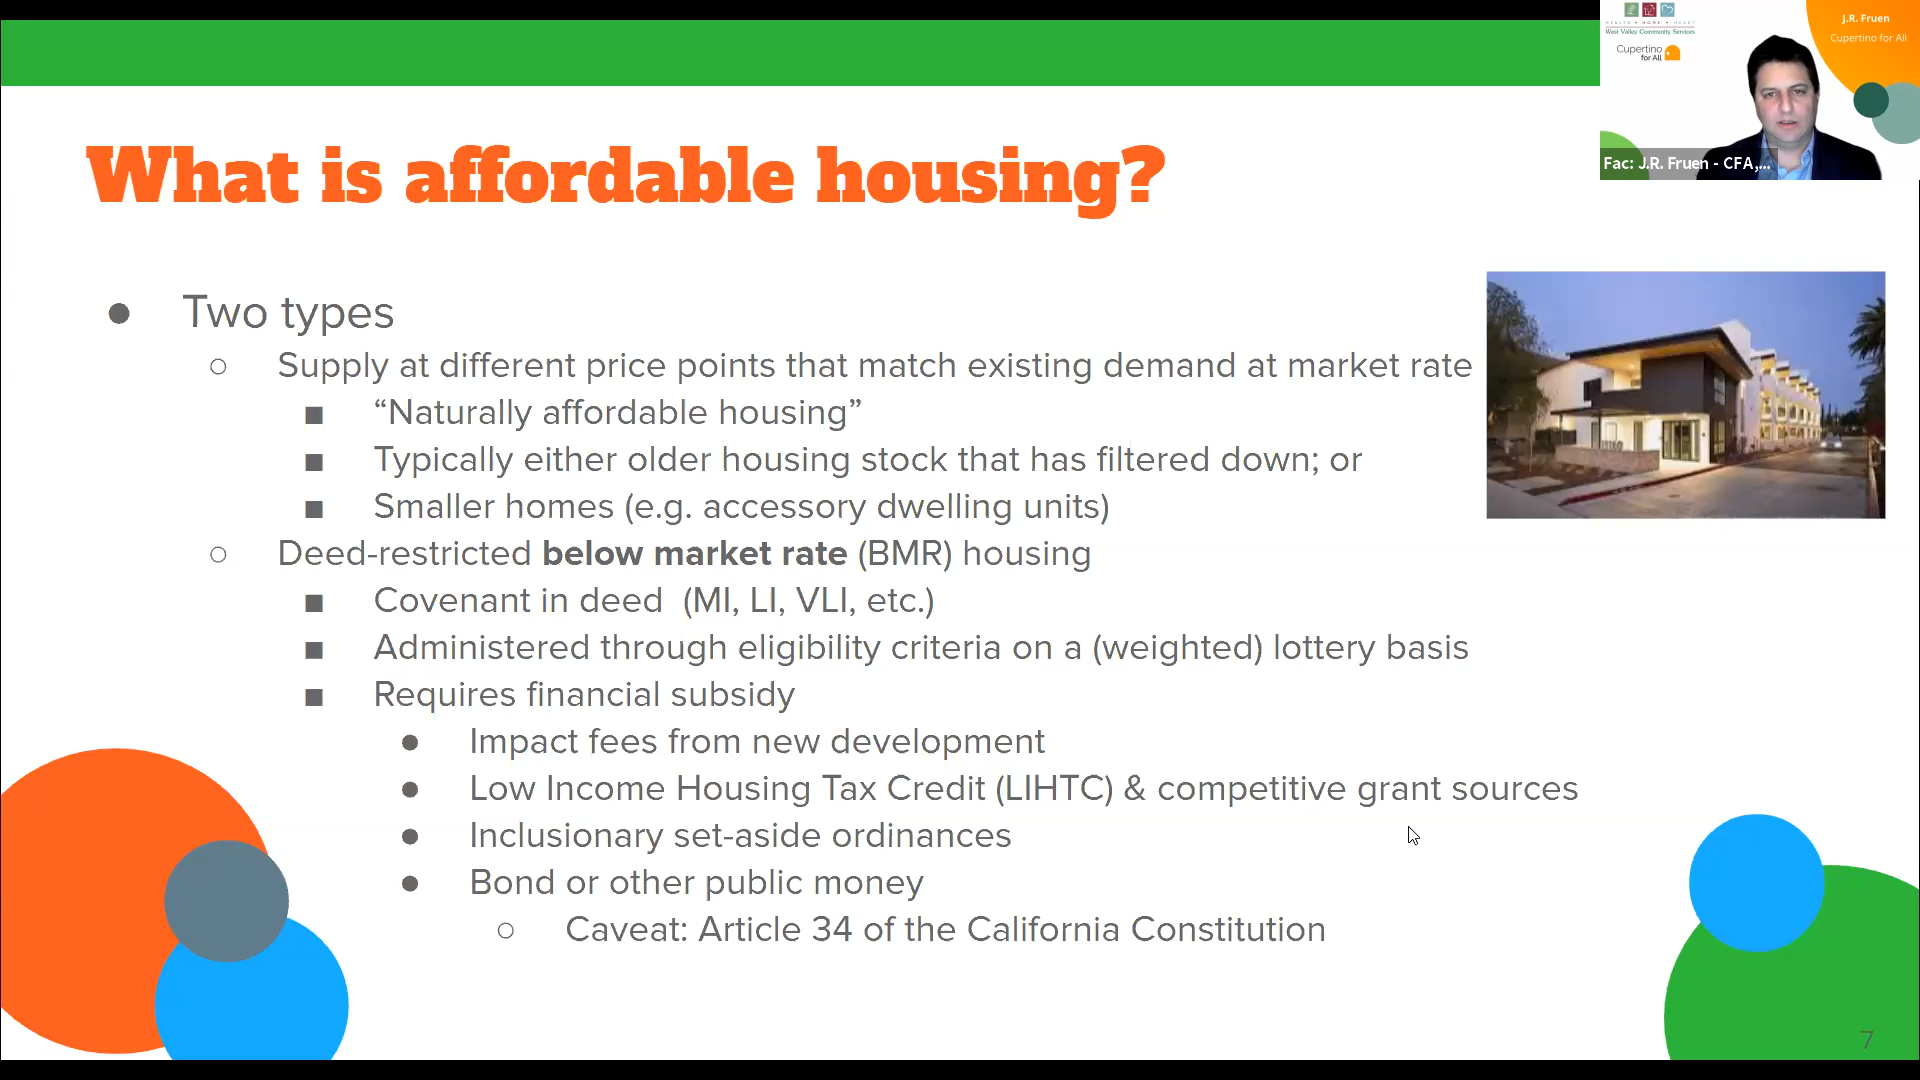 HEALTH • HOME • HEART
West Valley Community Services
Cupertino
for All
J.R. Fruen
Cupertino for All
Fac: J.R. Fruen - CFA,...
What is affordable housing?
● Two types
○ Supply at different price points that match existing demand at market rate
■ “Naturally affordable housing”
■ Typically either older housing stock that has filtered down; or
■ Smaller homes (e.g. accessory dwelling units)
○ Deed-restricted below market rate (BMR) housing
■ Covenant in deed  (MI, LI, VLI, etc.)
■ Administered through eligibility criteria on a (weighted) lottery basis
■ Requires financial subsidy
● Impact fees from new development
● Low Income Housing Tax Credit (LIHTC) & competitive grant sources
● Inclusionary set-aside ordinances
● Bond or other public money
○ Caveat: Article 34 of the California Constitution
7